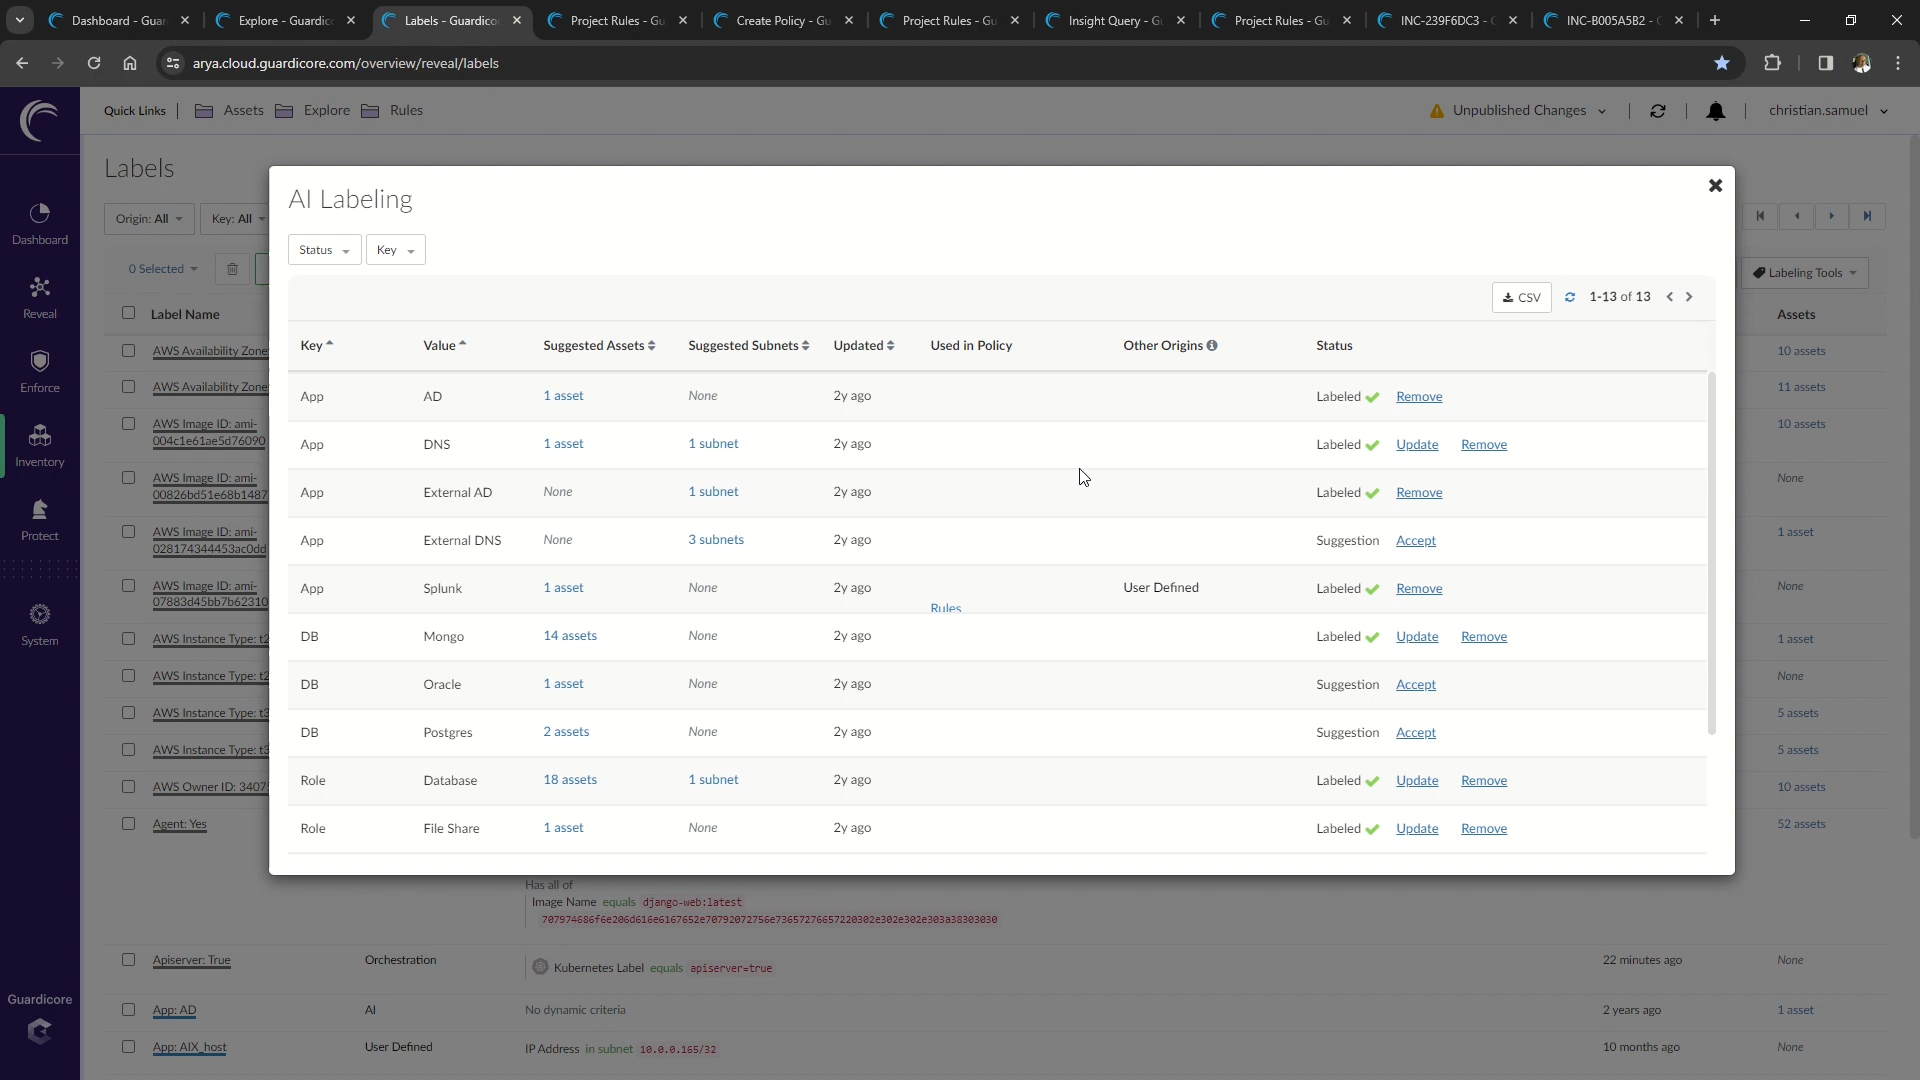 Dashboard - Guar
Explore - Guardic
Labels - Guardicor
Project Rules - Gu
Create Policy - Gu
Project Rules - Gu
Insight Query - Gu
Project Rules - Gu
INC-239F6DC3 - G
INC-B005A5B2 - G
arya.cloud.guardicore.com/overview/reveal/labels
Quick Links
Assets
Explore
Rules
Unpublished Changes
christian.samuel
Dashboard
Reveal
Enforce
Inventory
Protect
System
Guardicore
Labels
Origin: All
Key: All
0 Selected
Labeling Tools
Label Name
Assets
AWS Availability Zone
10 assets
AWS Availability Zone
11 assets
AWS Image ID: ami-
004c1e61ae5d76090
10 assets
AWS Image ID: ami-
00826bd51e68b1487
None
AWS Image ID: ami-
028174344453ac0dd
1 asset
AWS Image ID: ami-
07883d45bb7b62310
None
AWS Instance Type: t2
1 asset
AWS Instance Type: t2
None
AWS Instance Type: t3
5 assets
AWS Instance Type: t3
5 assets
AWS Owner ID: 34075
10 assets
Agent: Yes
52 assets
AI Labeling
Status
Key
CSV
1-13 of 13
Key Value Suggested Assets Suggested Subnets Updated Used in Policy Other Origins Status
App AD 1 asset None 2y ago Labeled Remove
App DNS 1 asset 1 subnet 2y ago Labeled Update Remove
App External AD None 1 subnet 2y ago Labeled Remove
App External DNS None 3 subnets 2y ago Suggestion Accept
App Splunk 1 asset None 2y ago Rules User Defined Labeled Remove
DB Mongo 14 assets None 2y ago Labeled Update Remove
DB Oracle 1 asset None 2y ago Suggestion Accept
DB Postgres 2 assets None 2y ago Suggestion Accept
Role Database 18 assets 1 subnet 2y ago Labeled Update Remove
Role File Share 1 asset None 2y ago Labeled Update Remove
Has all of
Image Name equals django-web:latest
Apiserver: True Orchestration Kubernetes Label equals apiserver=true 22 minutes ago None
App: AD AI No dynamic criteria 2 years ago 1 asset
App: AIX_host User Defined IP Address in subnet 10.0.0.165/32 10 months ago None